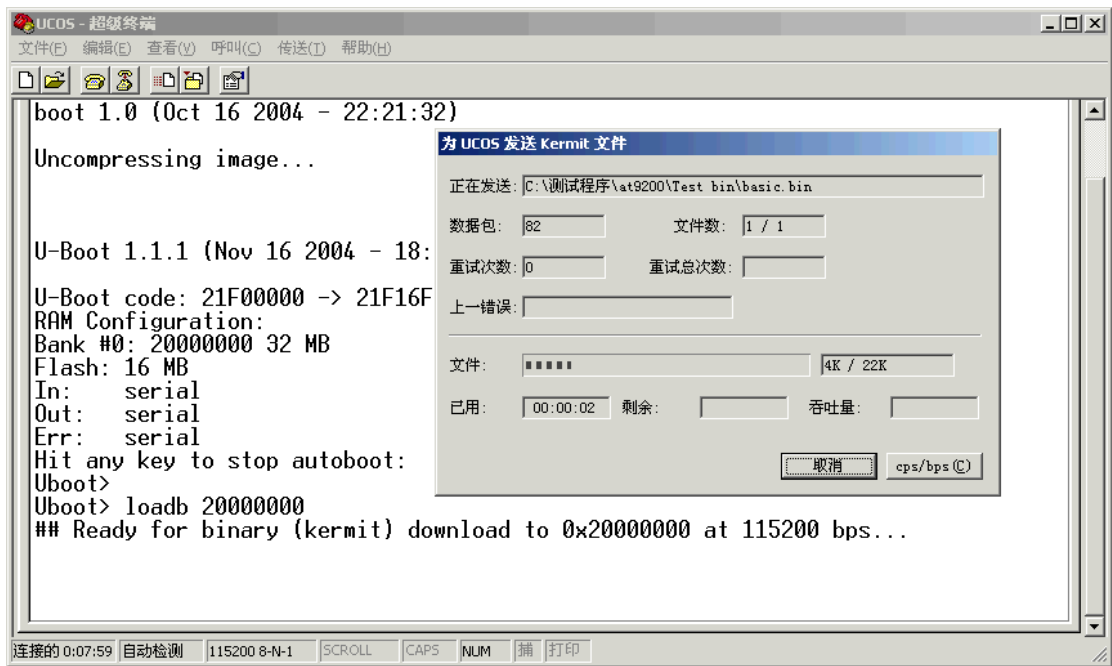 UCOS - 超级终端
文件(F) 编辑(E) 查看(V) 呼叫(C) 传送(T) 帮助(H)
boot 1.0 (Oct 16 2004 - 22:21:32)
Uncompressing image...
U-Boot 1.1.1 (Nov 16 2004 - 18:
U-Boot code: 21F00000 -> 21F16F
RAM Configuration:
Bank #0: 20000000 32 MB
Flash: 16 MB
In: serial
Out: serial
Err: serial
Hit any key to stop autoboot:
Uboot>
Uboot> loadb 20000000
## Ready for binary (kermit) download to 0x20000000 at 115200 bps...
为 UCOS 发送 Kermit 文件
正在发送: C:\测试程序\at9200\Test bin\basic.bin
数据包: 82 文件数: 1 / 1
重试次数: 0 重试总次数:
上一错误:
文件: 4K / 22K
已用: 00:00:02 剩余: 吞吐量:
取消 cps/bps(C)
连接的 0:07:59 自动检测 115200 8-N-1 SCROLL CAPS NUM 捕 打印